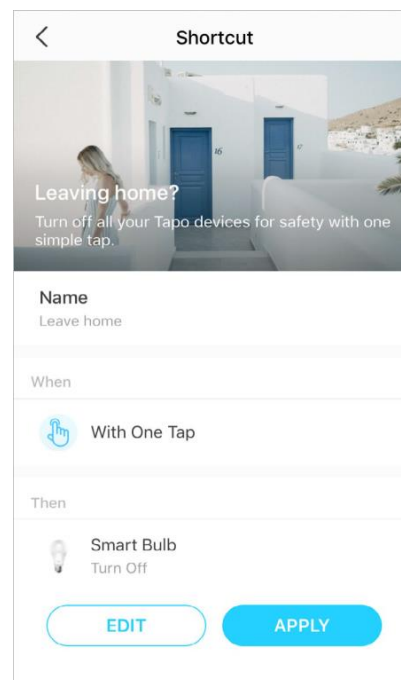 Shortcut
16
17
Leaving home?
Turn off all your Tapo devices for safety with one
simple tap.
Name
Leave home
When
With One Tap
Then
Smart Bulb
Turn Off
EDIT
APPLY